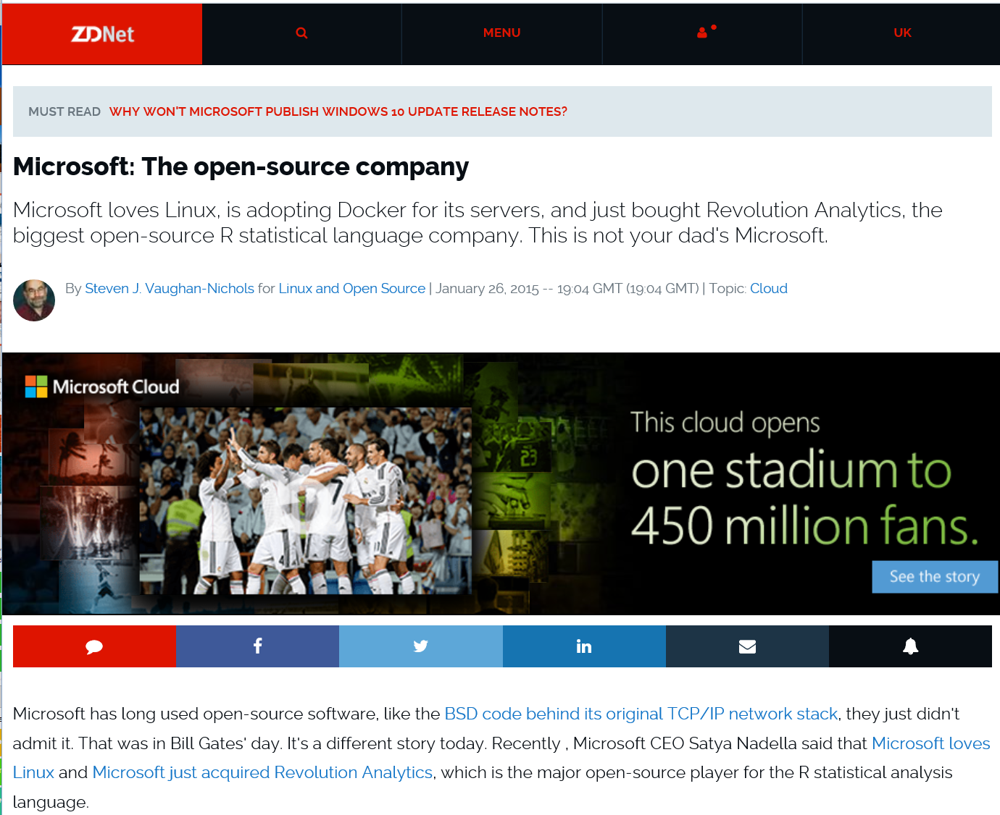 ZDNet
MENU
UK
MUST READ WHY WON'T MICROSOFT PUBLISH WINDOWS 10 UPDATE RELEASE NOTES?
Microsoft: The open-source company
Microsoft loves Linux, is adopting Docker for its servers, and just bought Revolution Analytics, the
biggest open-source R statistical language company. This is not your dad's Microsoft.
By Steven J. Vaughan-Nichols for Linux and Open Source | January 26, 2015 -- 19:04 GMT (19:04 GMT) | Topic: Cloud
Microsoft Cloud
23
7
4
This cloud opens
one stadium to
450 million fans.
See the story
f
in
Microsoft has long used open-source software, like the BSD code behind its original TCP/IP network stack, they just didn't
admit it. That was in Bill Gates' day. It's a different story today. Recently , Microsoft CEO Satya Nadella said that Microsoft loves
Linux and Microsoft just acquired Revolution Analytics, which is the major open-source player for the R statistical analysis
language.